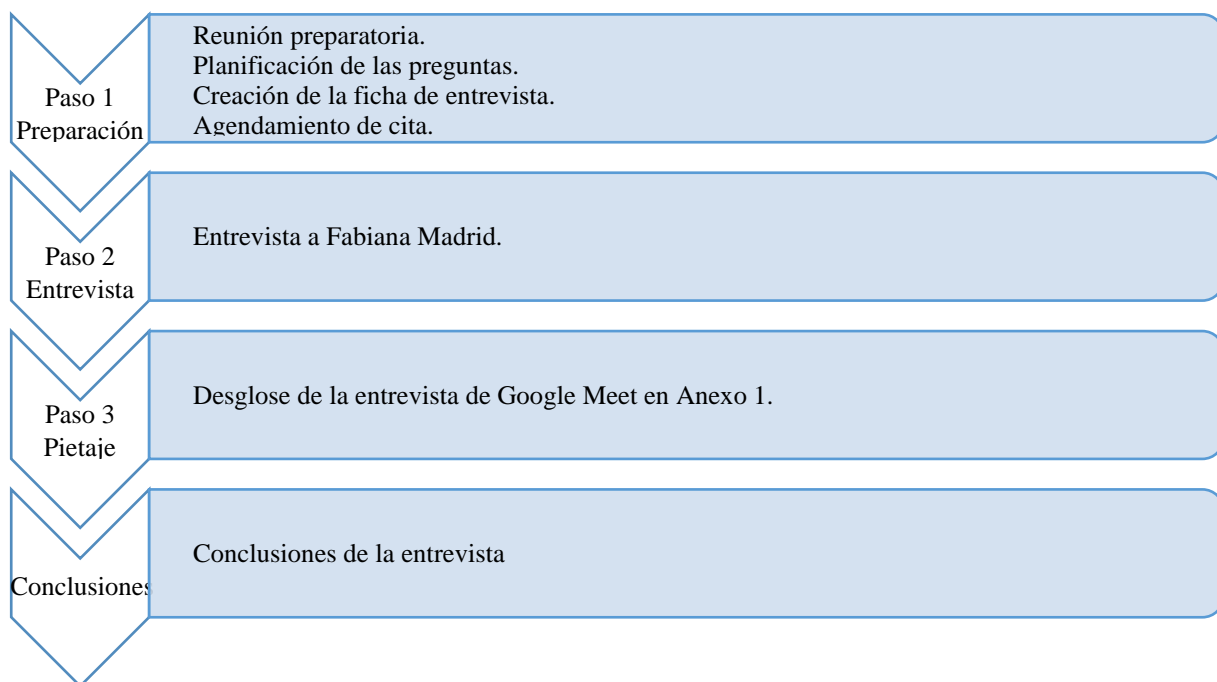 Paso 1
Preparación
Reunión preparatoria.
Planificación de las preguntas.
Creación de la ficha de entrevista.
Agendamiento de cita.
Paso 2
Entrevista
Entrevista a Fabiana Madrid.
Paso 3
Pietaje
Desglose de la entrevista de Google Meet en Anexo 1.
Conclusiones
Conclusiones de la entrevista